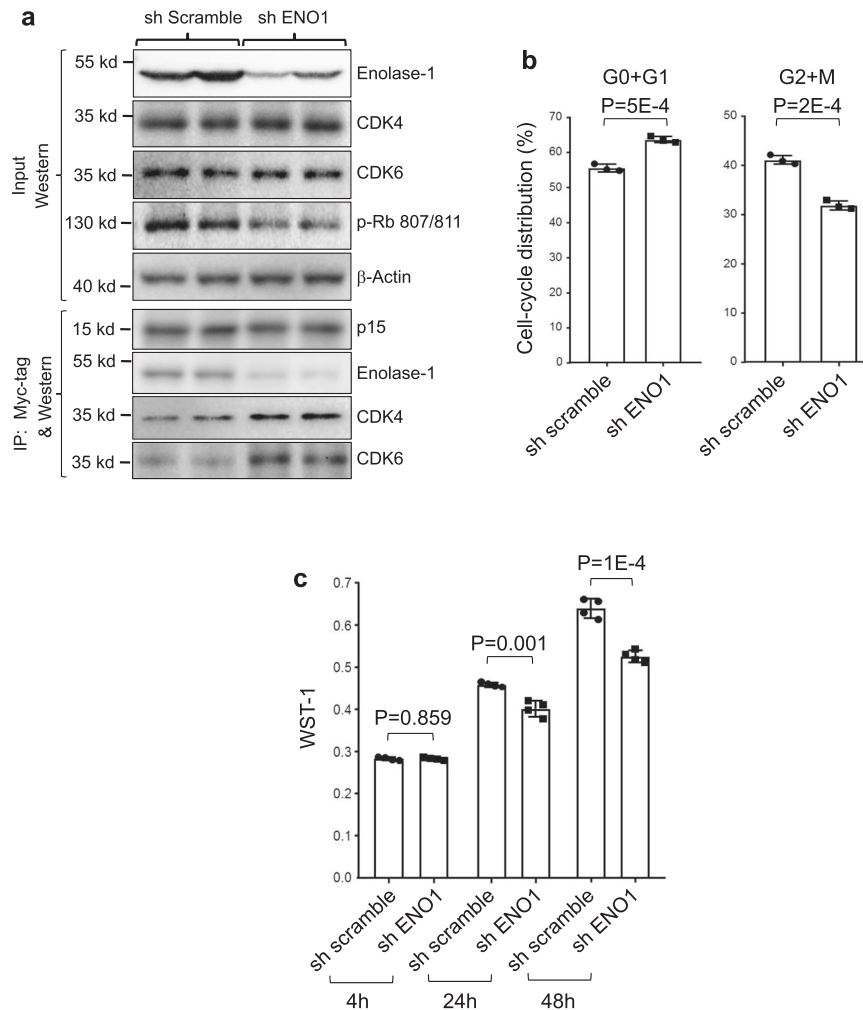 a
sh Scramble sh ENO1
55 kd Enolase-1
35 kd CDK4
35 kd CDK6
130 kd p-Rb 807/811
40 kd β-Actin
Input
Western
15 kd p15
55 kd Enolase-1
35 kd CDK4
35 kd CDK6
IP: Myc-tag
& Western
b
G0+G1
P=5E-4
Cell-cycle distribution (%)
70
60
50
40
30
20
10
0
sh scramble
sh ENO1
G2+M
P=2E-4
50
40
30
20
10
0
sh scramble
sh ENO1
c
WST-1
0.7
0.6
0.5
0.4
0.3
0.2
0.1
0.0
P=0.859
P=0.001
P=1E-4
sh scramble
sh ENO1
sh scramble
sh ENO1
sh scramble
sh ENO1
4h 24h 48h